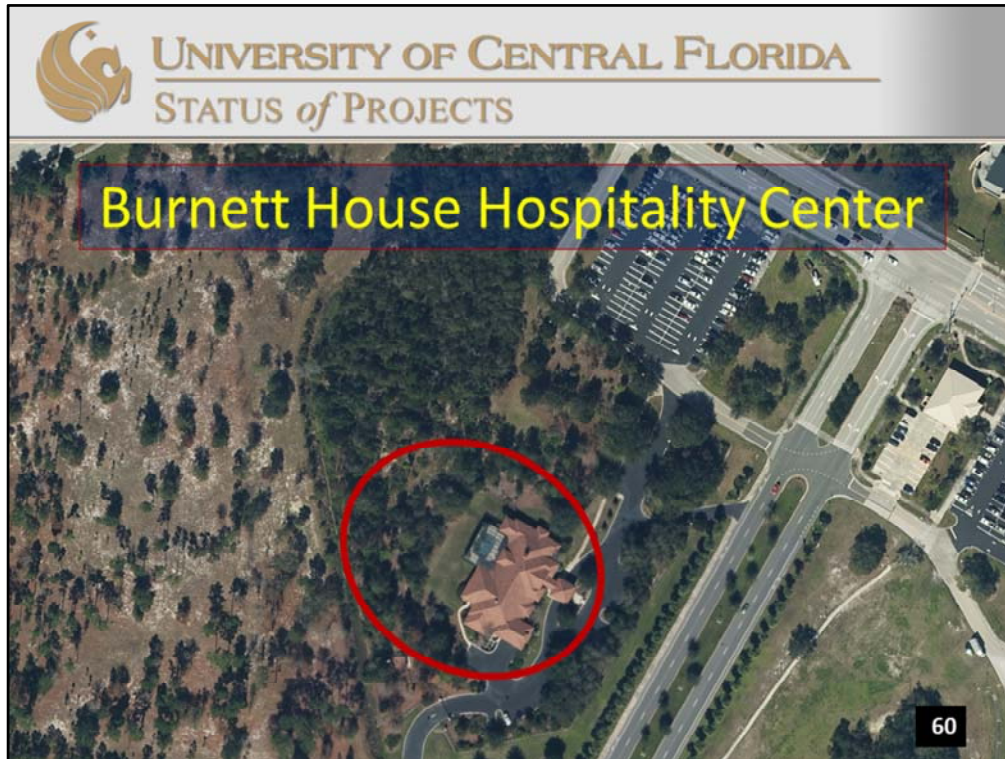 UNIVERSITY OF CENTRAL FLORIDA
STATUS of PROJECTS
Burnett House Hospitality Center
60